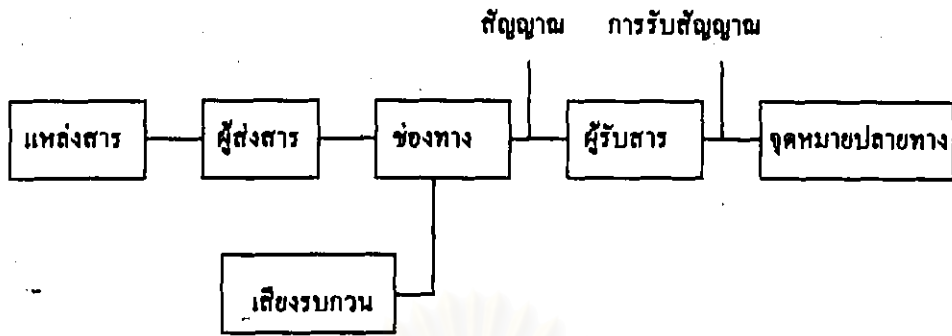 สัญญาณ การรับสัญญาณ
แหล่งสาร ผู้ส่งสาร ช่องทาง ผู้รับสาร จุดหมายปลายทาง
เสียงรบกวน